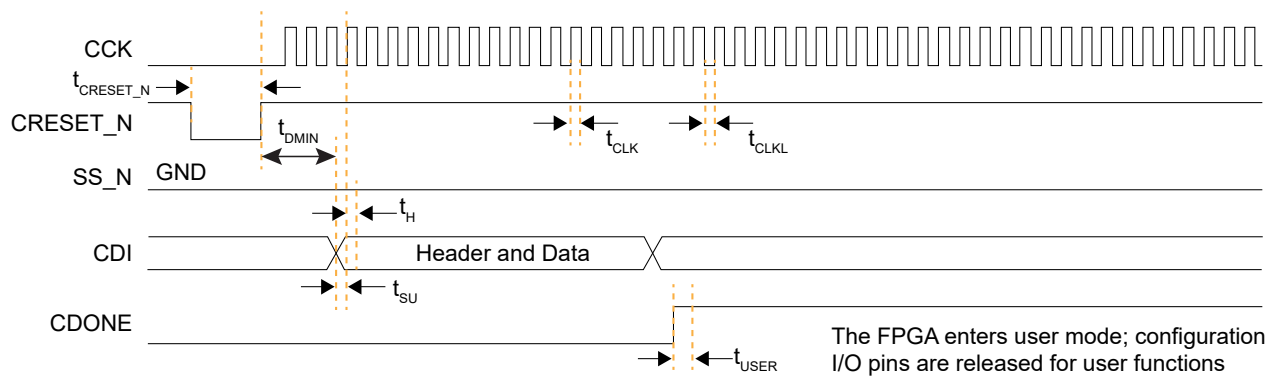 CCK
tCRESET_N
CRESET_N
tDMIN
tCLK
tCLKL
SS_N
GND
tH
CDI
Header and Data
tSU
CDONE
The FPGA enters user mode; configuration
I/O pins are released for user functions
tUSER